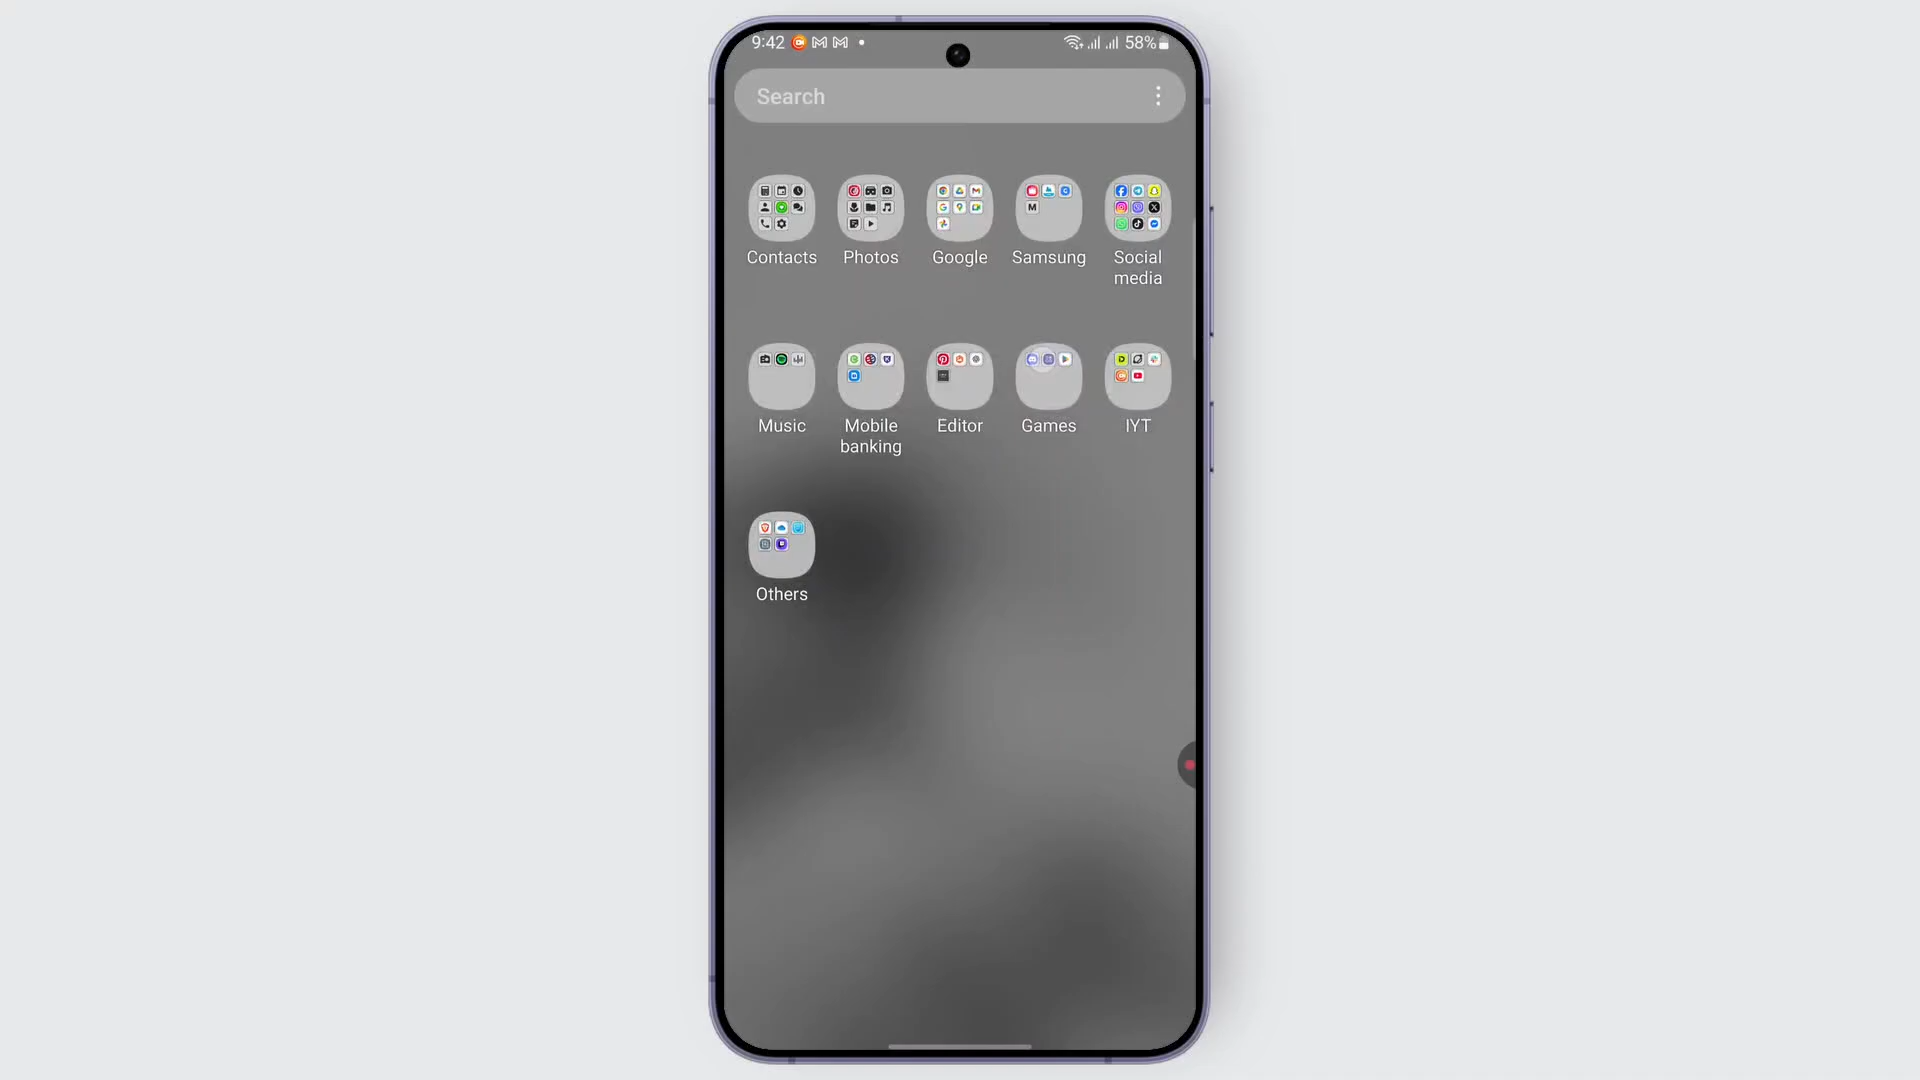 9:42
58%
Search
Contacts
Photos
Google
Samsung
Social
media
Music
Mobile
banking
Editor
Games
IYT
Others